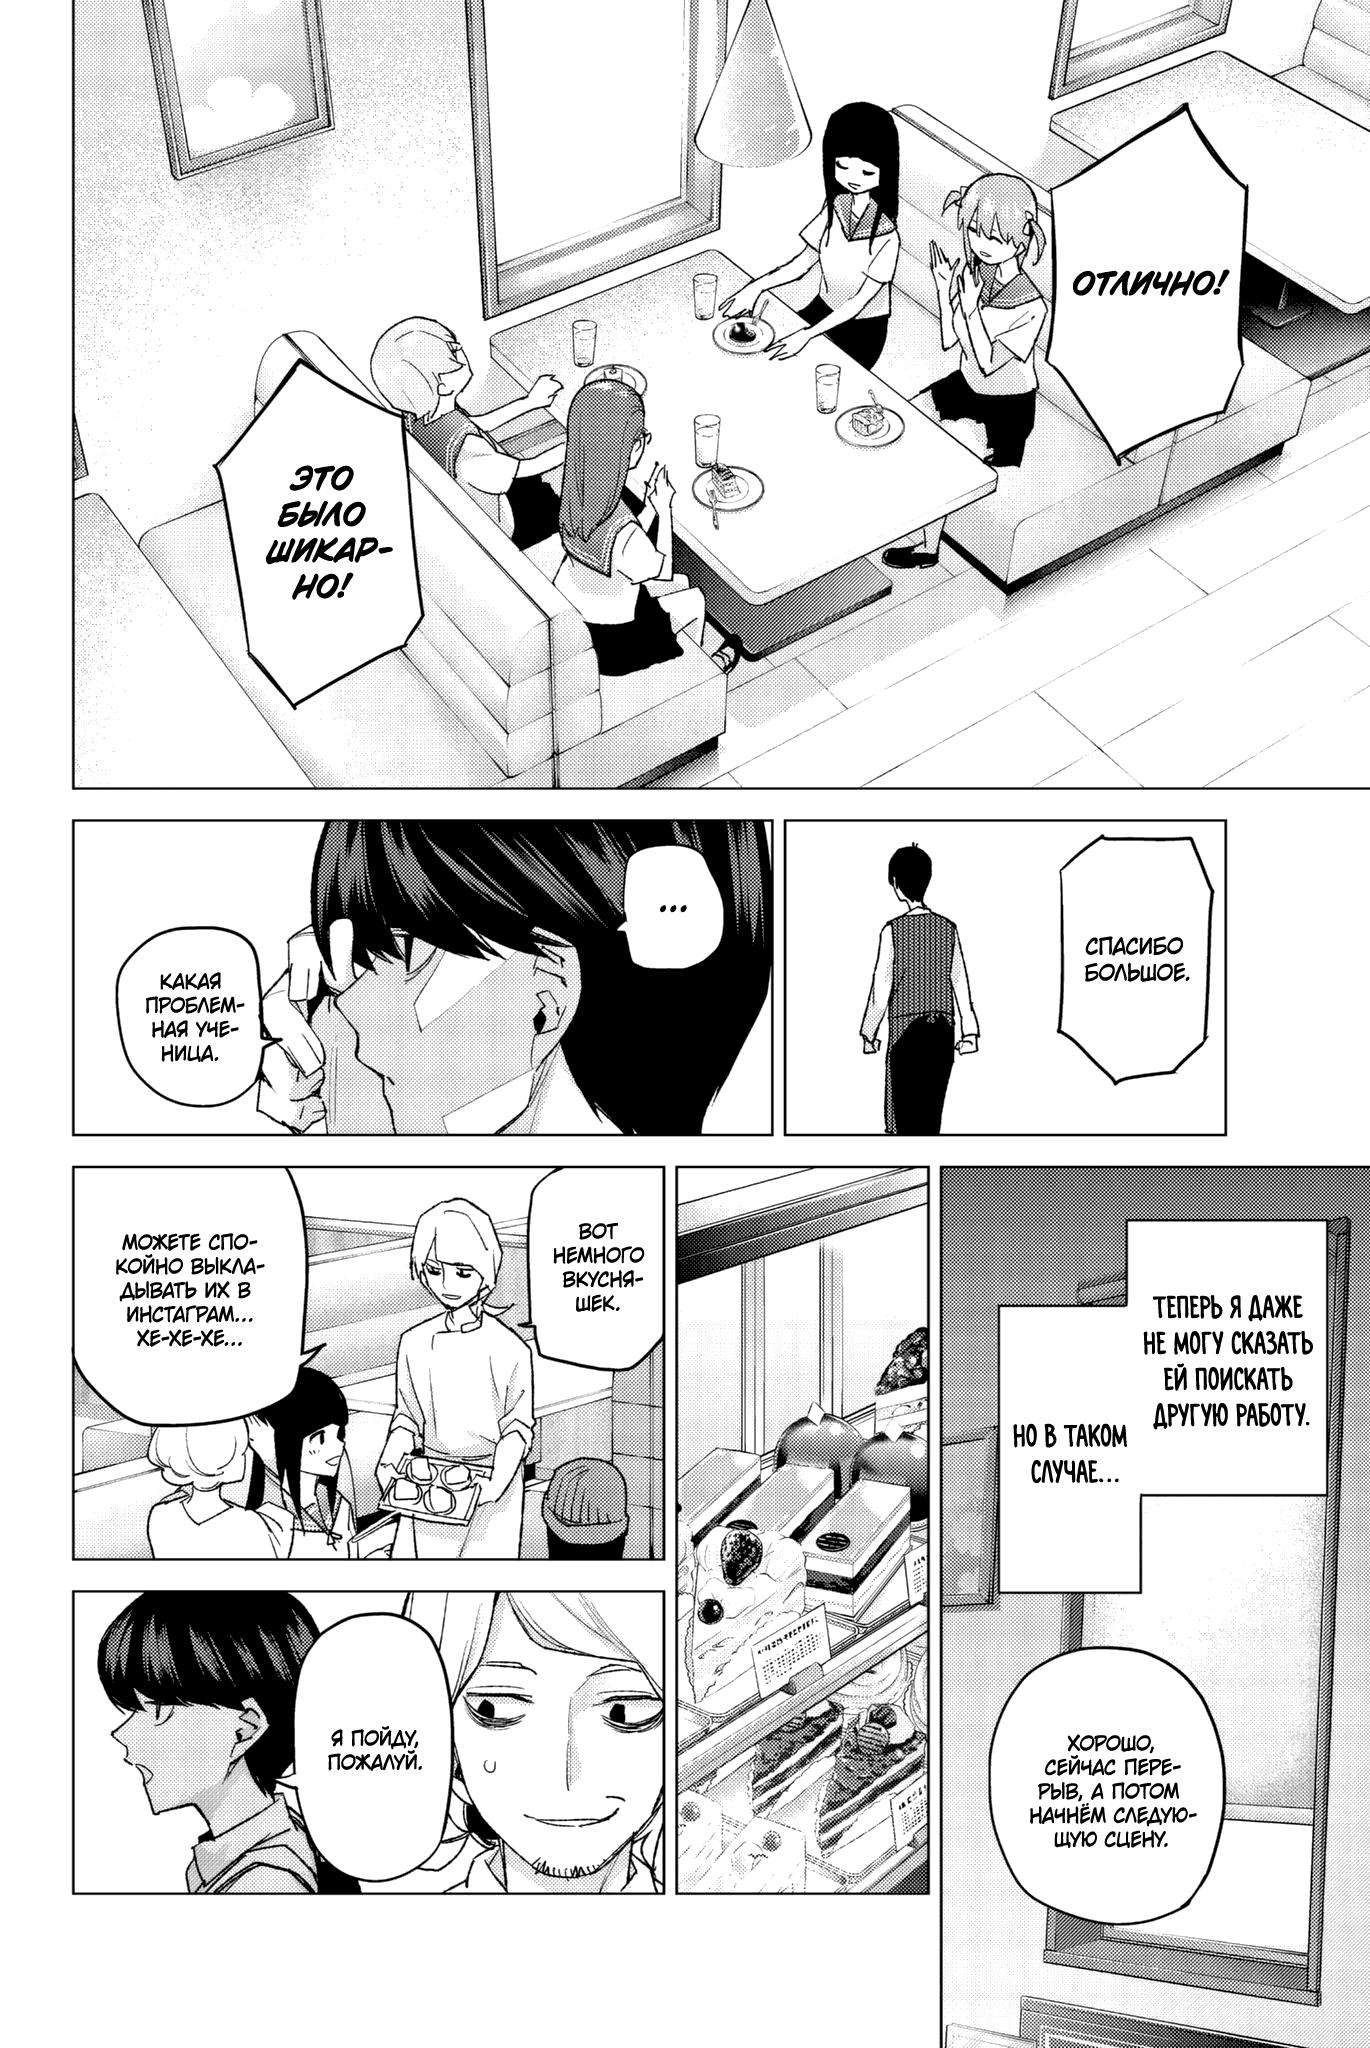 ОТЛИЧНО!
ЭТО
БЫЛО
ШИКАР-
НО!
СПАСИБО
БОЛЬШОЕ.
...
КАКАЯ
ПРОБЛЕМ-
НАЯ УЧЕ-
НИЦА.
ТЕПЕРЬ Я ДАЖЕ
НЕ МОГУ СКАЗАТЬ
ЕЙ ПОИСКАТЬ
ДРУГУЮ РАБОТУ.
НО В ТАКОМ
СЛУЧАЕ...
ХОРОШО,
СЕЙЧАС ПЕРЕ-
РЫВ, А ПОТОМ
НАЧНЁМ СЛЕДУЮ-
ЩУЮ СЦЕНУ.
ВОТ
НЕМНОГО
ВКУСНЯ-
ШЕК.
МОЖЕТЕ СПО-
КОЙНО ВЫКЛА-
ДЫВАТЬ ИХ В
ИНСТАГРАМ...
ХЕ-ХЕ-ХЕ...
Я ПОЙДУ,
ПОЖАЛУЙ.